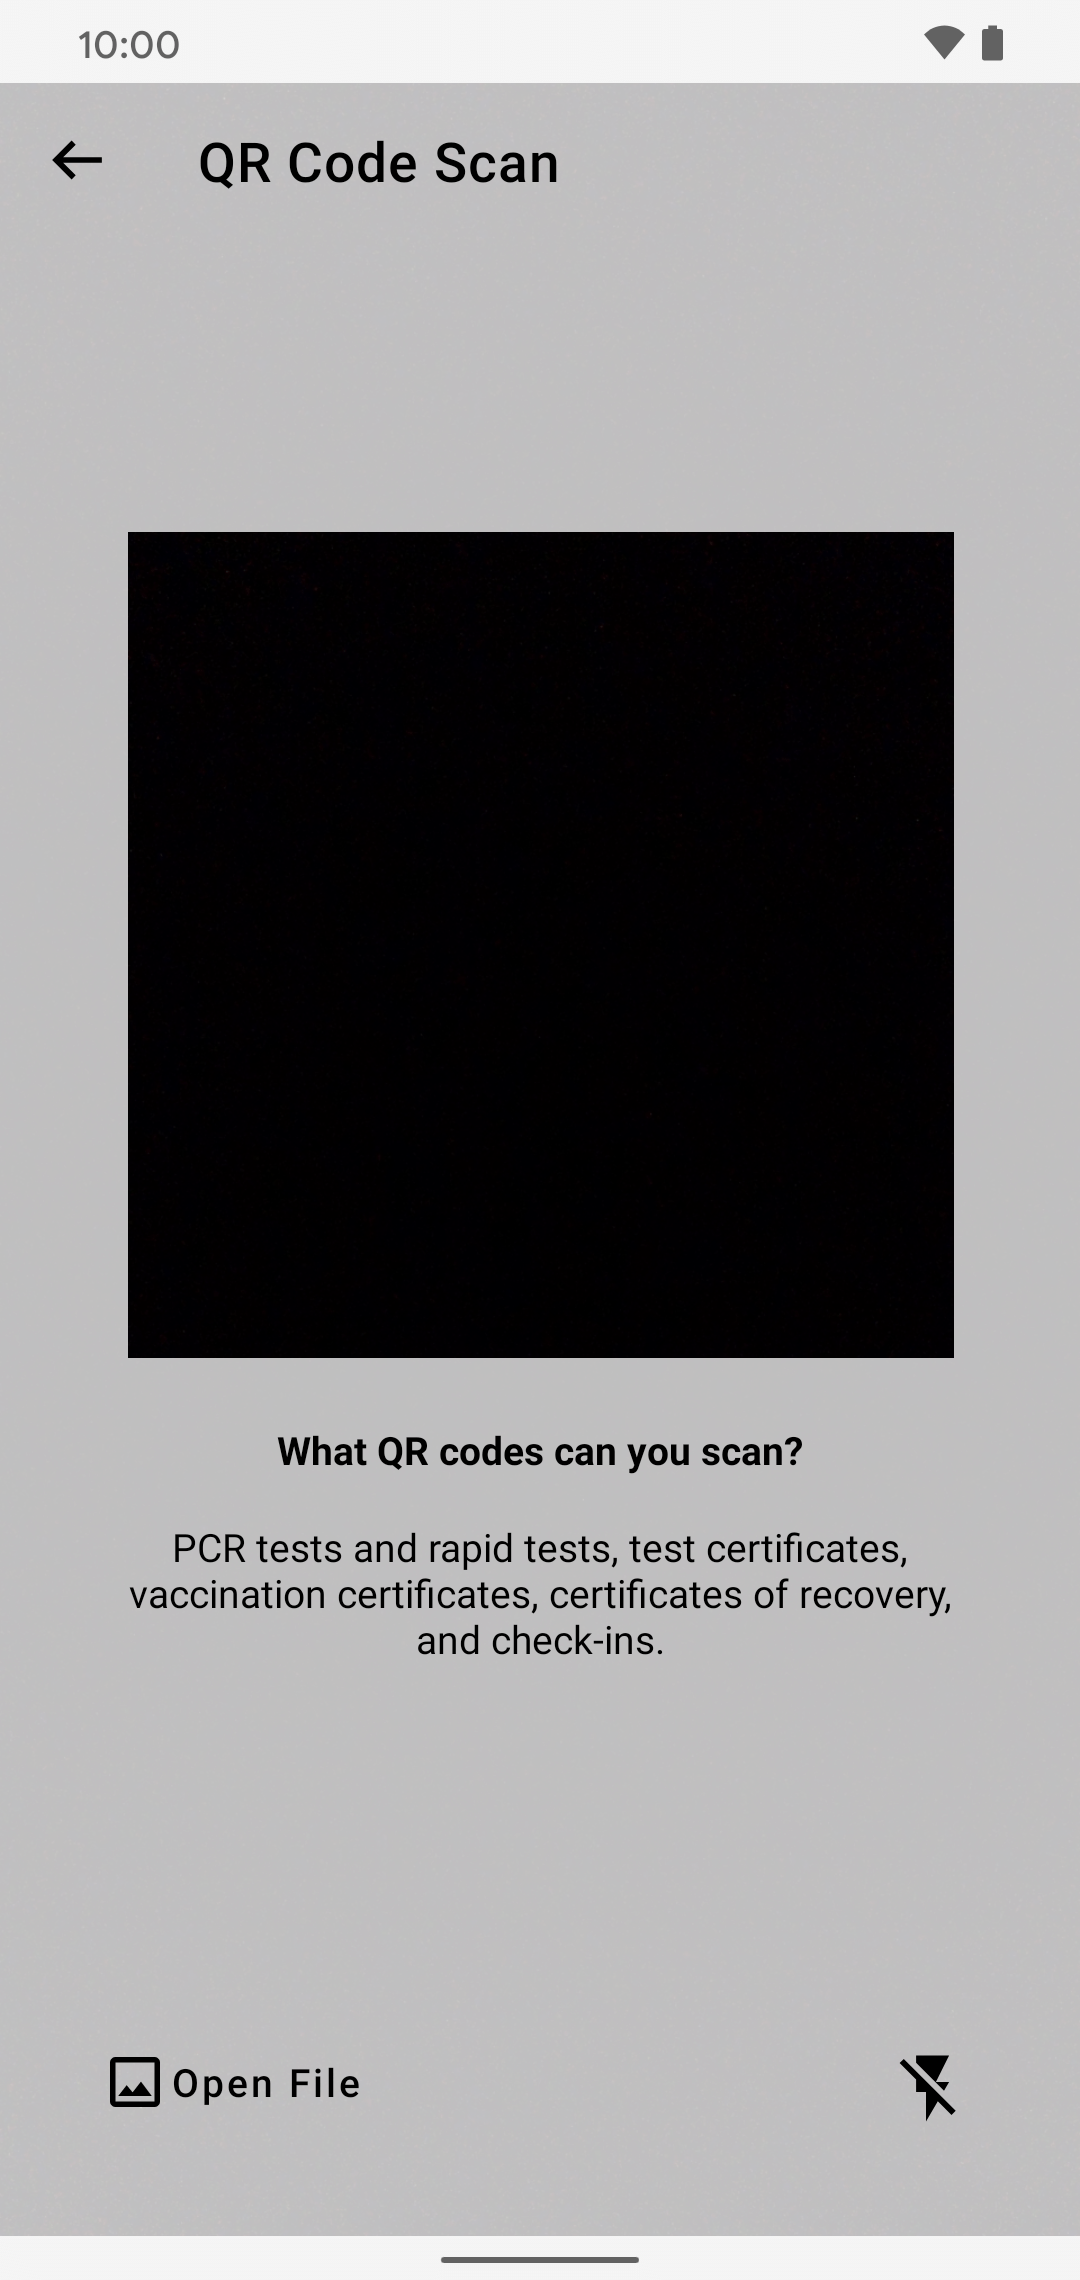 10:00
QR Code Scan
What QR codes can you scan?
PCR tests and rapid tests, test certificates,
vaccination certificates, certificates of recovery,
and check-ins.
Open File